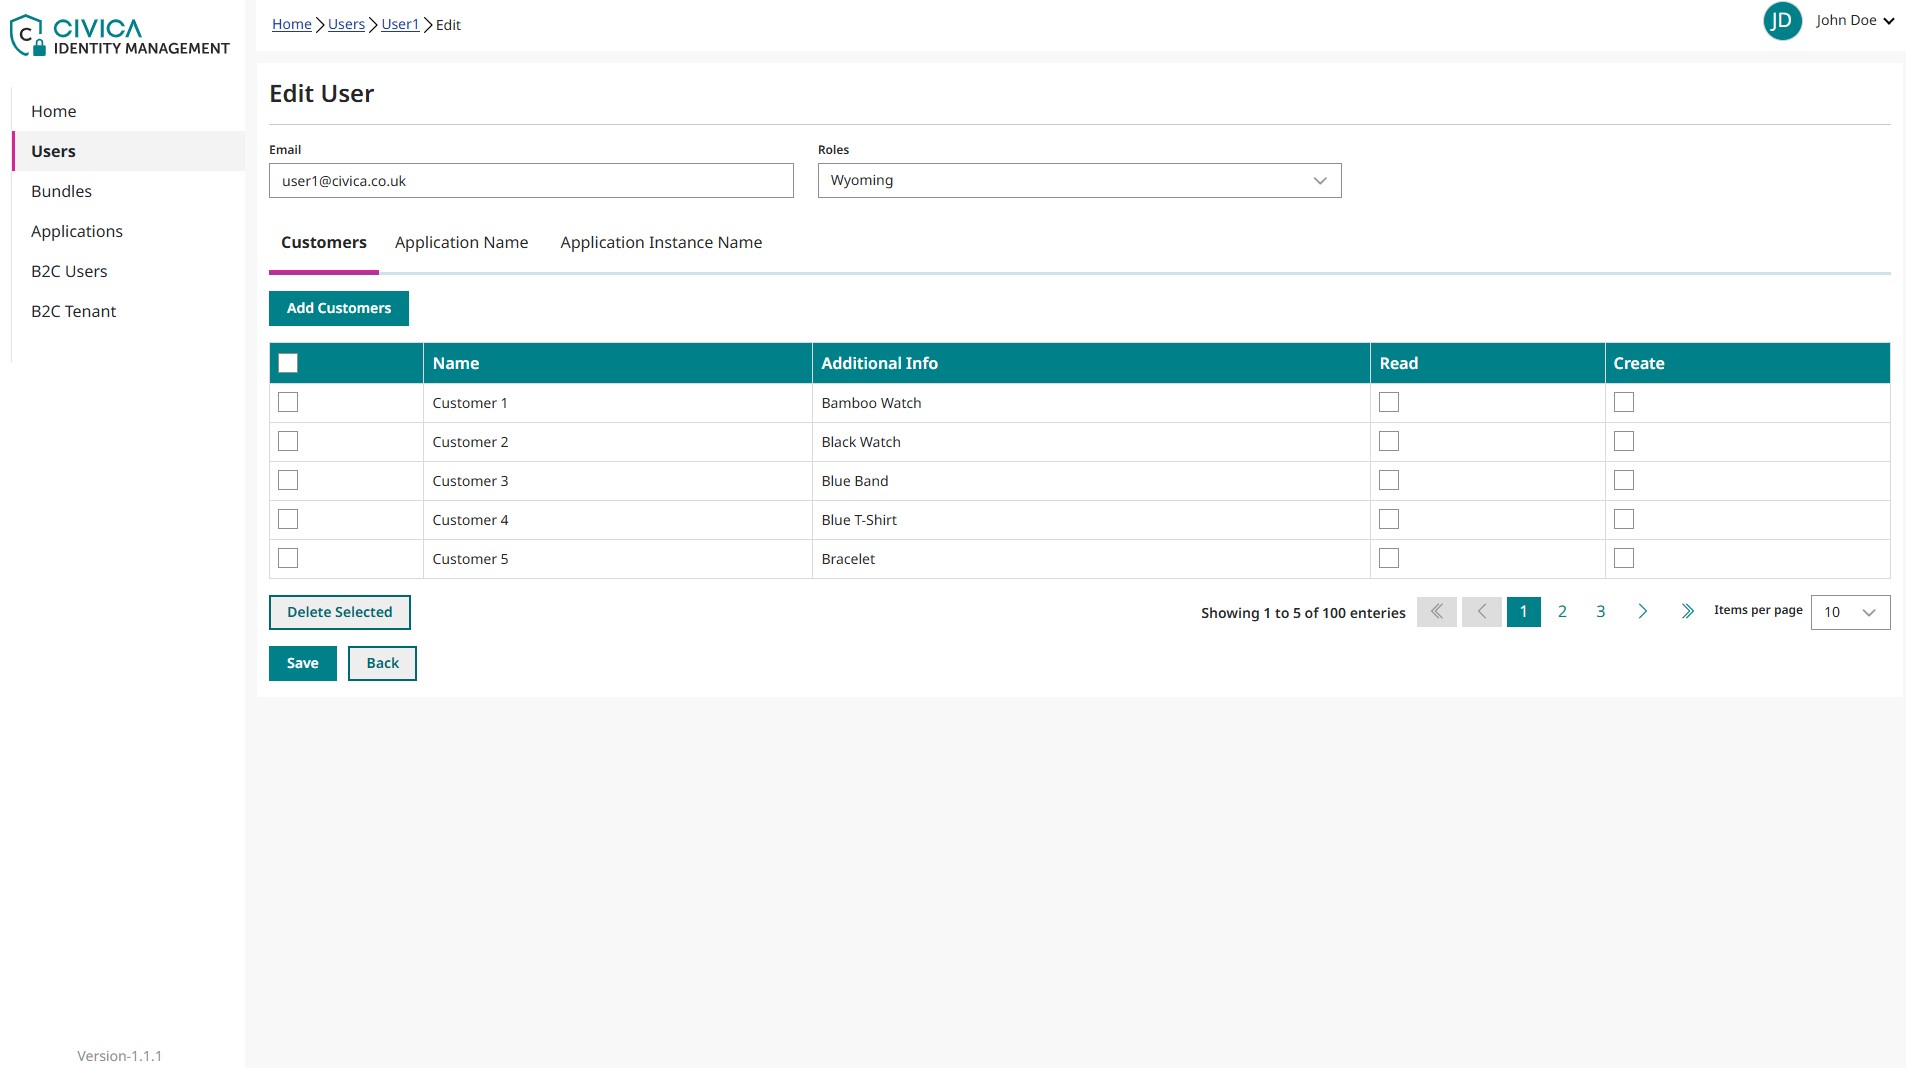 CIVICA
IDENTITY MANAGEMENT
Home
Users
Bundles
Applications
B2C Users
B2C Tenant
Version-1.1.1
Home Users User1 Edit
JD John Doe
Edit User
Email
user1@civica.co.uk
Roles
Wyoming
Customers Application Name Application Instance Name
Add Customers
Name Additional Info Read Create
Customer 1 Bamboo Watch
Customer 2 Black Watch
Customer 3 Blue Band
Customer 4 Blue T-Shirt
Customer 5 Bracelet
Delete Selected
Showing 1 to 5 of 100 enteries 1 2 3 Items per page 10
Save Back